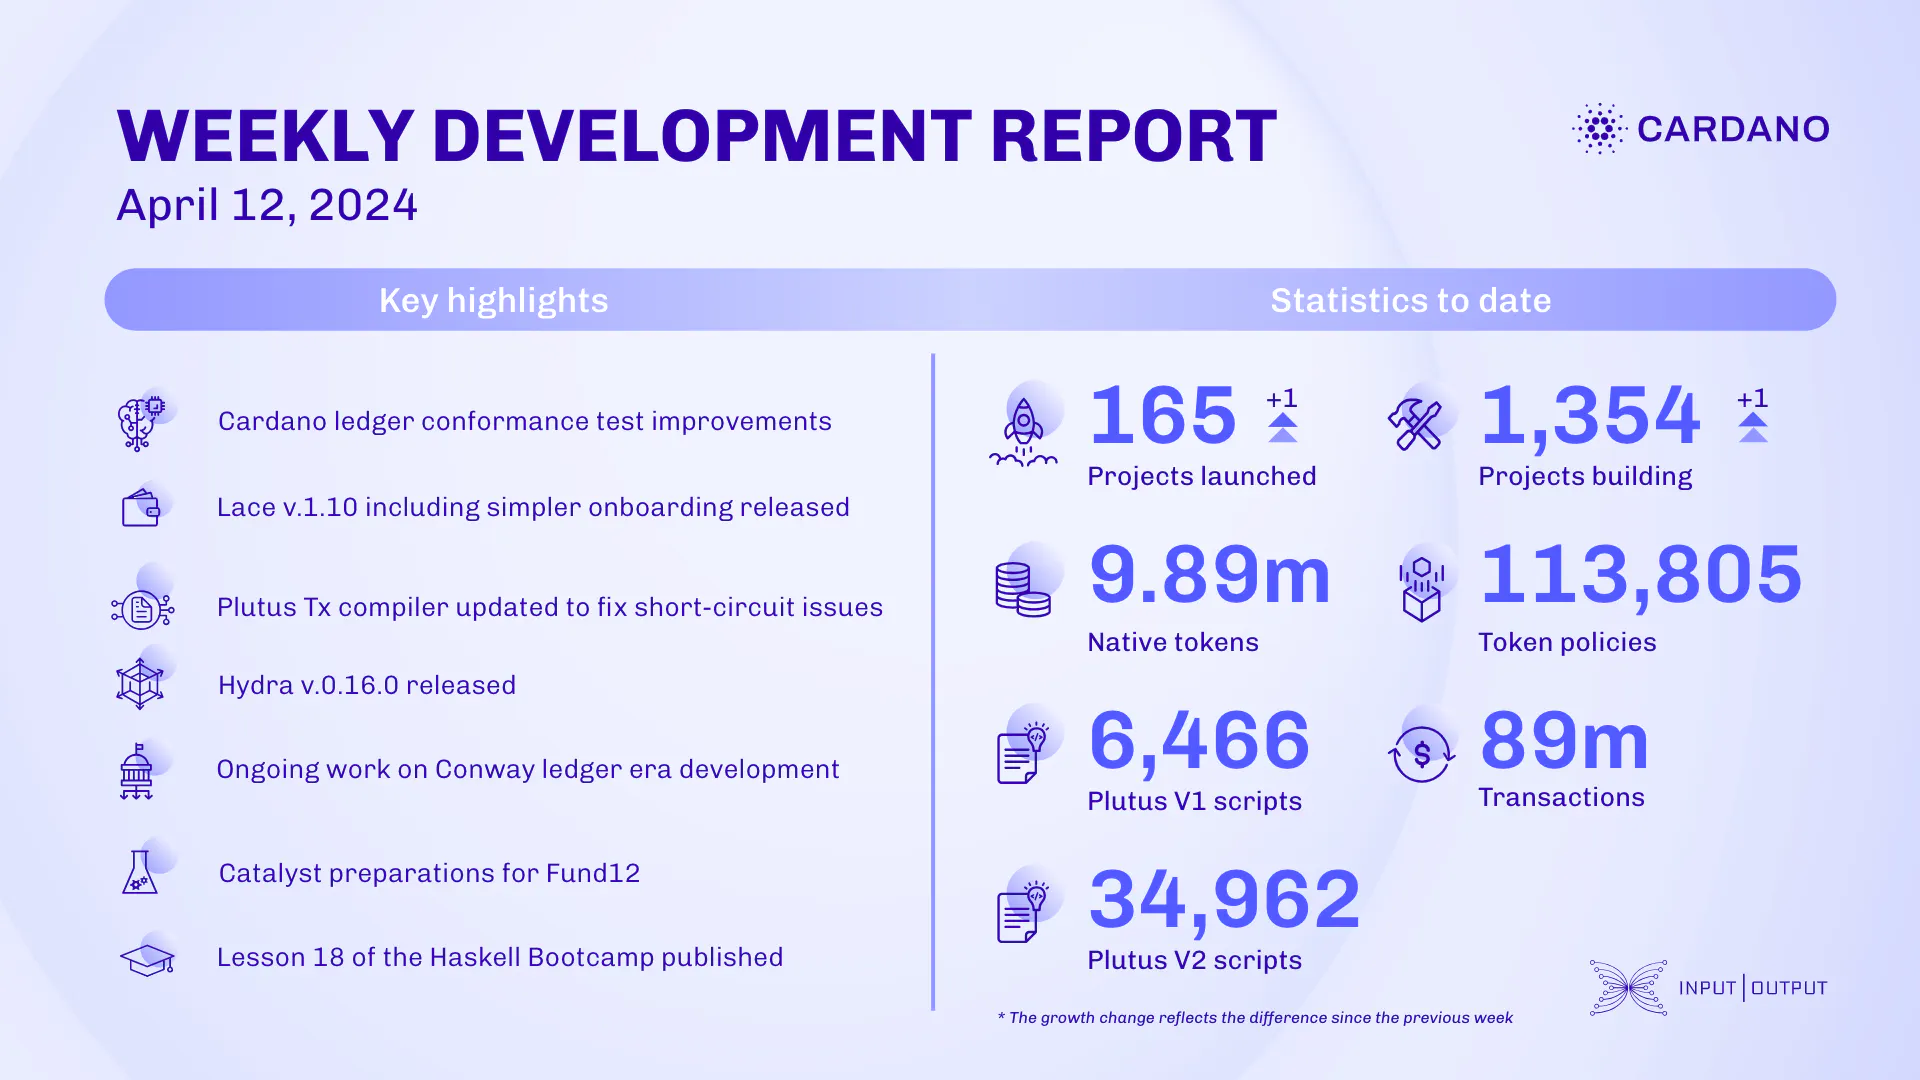 WEEKLY DEVELOPMENT REPORT
April 12, 2024
CARDANO
Key highlights
Statistics to date
Cardano ledger conformance test improvements
Lace v.1.10 including simpler onboarding released
Plutus Tx compiler updated to fix short-circuit issues
Hydra v.0.16.0 released
Ongoing work on Conway ledger era development
Catalyst preparations for Fund12
Lesson 18 of the Haskell Bootcamp published
165 +1
Projects launched
1,354 +1
Projects building
9.89m
Native tokens
113,805
Token policies
6,466
Plutus V1 scripts
$
89m
Transactions
34,962
Plutus V2 scripts
* The growth change reflects the difference since the previous week
INPUT|OUTPUT